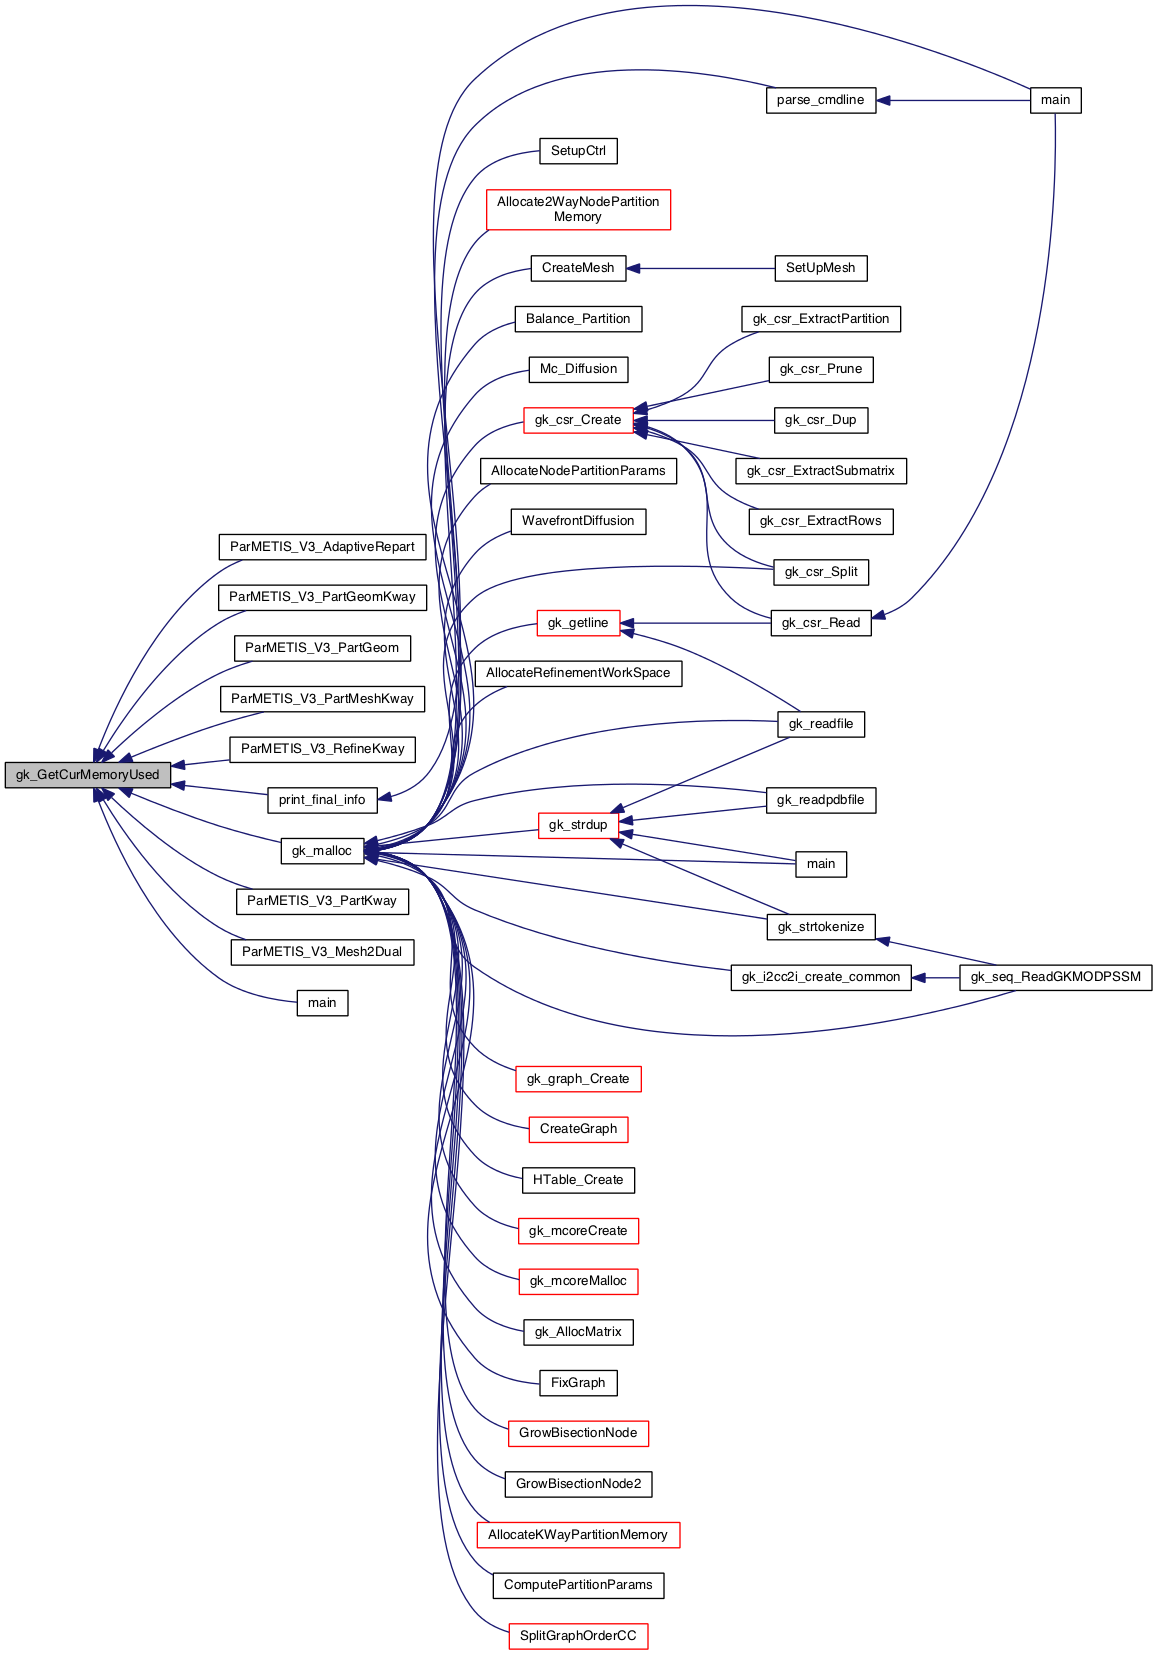 main
parse_cmdline
SetupCtrl
Allocate2WayNodePartition
Memory
CreateMesh
SetUpMesh
Balance_Partition
gk_csr_ExtractPartition
Mc_Diffusion
gk_csr_Prune
gk_csr_Create
gk_csr_Dup
AllocateNodePartitionParams
gk_csr_ExtractSubmatrix
WavefrontDiffusion
gk_csr_ExtractRows
ParMETIS_V3_AdaptiveRepart
gk_csr_Split
ParMETIS_V3_PartGeomKway
gk_getline
gk_csr_Read
ParMETIS_V3_PartGeom
AllocateRefinementWorkSpace
ParMETIS_V3_PartMeshKway
gk_readfile
ParMETIS_V3_RefineKway
gk_GetCurMemoryUsed
print_final_info
gk_readpdbfile
gk_strdup
gk_malloc
main
ParMETIS_V3_PartKway
gk_strtokenize
ParMETIS_V3_Mesh2Dual
gk_i2cc2i_create_common
gk_seq_ReadGKMODPSSM
main
gk_graph_Create
CreateGraph
HTable_Create
gk_mcoreCreate
gk_mcoreMalloc
gk_AllocMatrix
FixGraph
GrowBisectionNode
GrowBisectionNode2
AllocateKWayPartitionMemory
ComputePartitionParams
SplitGraphOrderCC